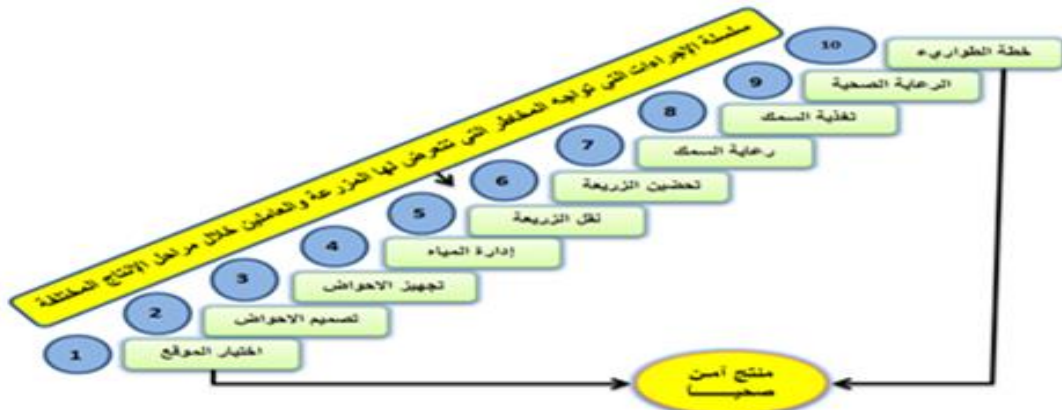 سلسلة الإجراءات التي تواجه المخاطر التي تتعرض لها المزرعة والعاملين خلال مراحل الإنتاج المختلفة
10
خطة الطواريء
9
الرعاية الصحية
8
تغذية السمك
7
رعاية السمك
6
تحضين الزريعة
5
نقل الزريعة
4
إدارة المياه
3
تجهيز الاحواض
2
تصميم الاحواض
1
اختيار الموقع
منتج آمن
صحيـــــاً